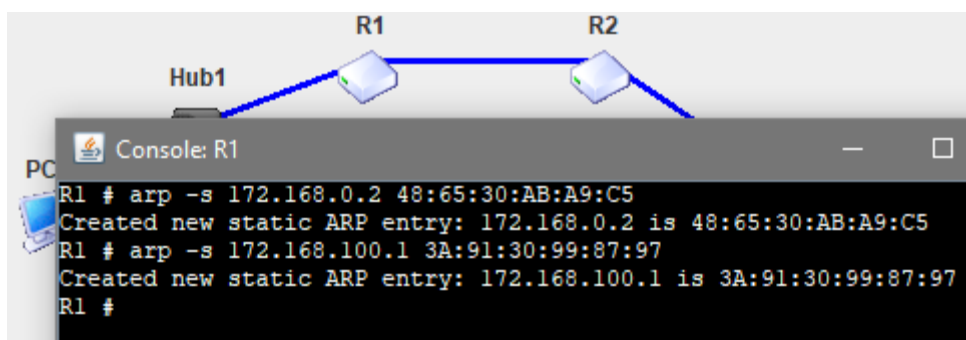 R1
R2
Hub1
Console: R1
PC
R1 # arp -s 172.168.0.2 48:65:30:AB:A9:C5
Created new static ARP entry: 172.168.0.2 is 48:65:30:AB:A9:C5
R1 # arp -s 172.168.100.1 3A:91:30:99:87:97
Created new static ARP entry: 172.168.100.1 is 3A:91:30:99:87:97
R1 #